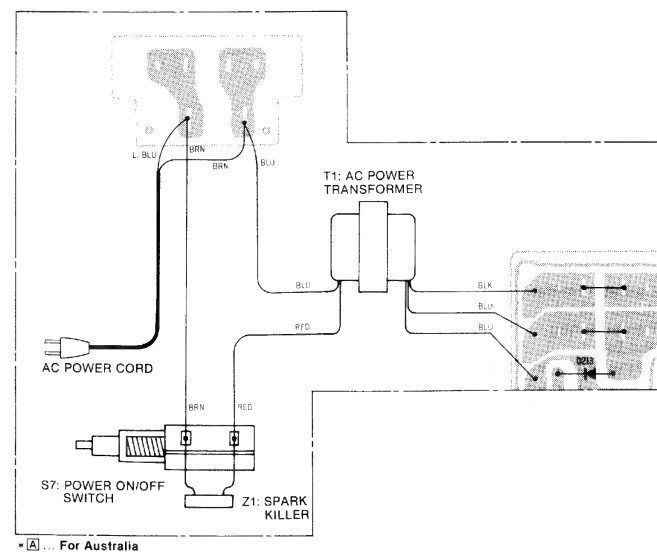 L. BLU
BRN
BRN
BLU
T1: AC POWER
TRANSFORMER
BLU
BLK
BLU
RED
BLU
D213
AC POWER CORD
BRN
RED
S7: POWER ON/OFF
SWITCH
Z1: SPARK
KILLER
* A ... For Australia